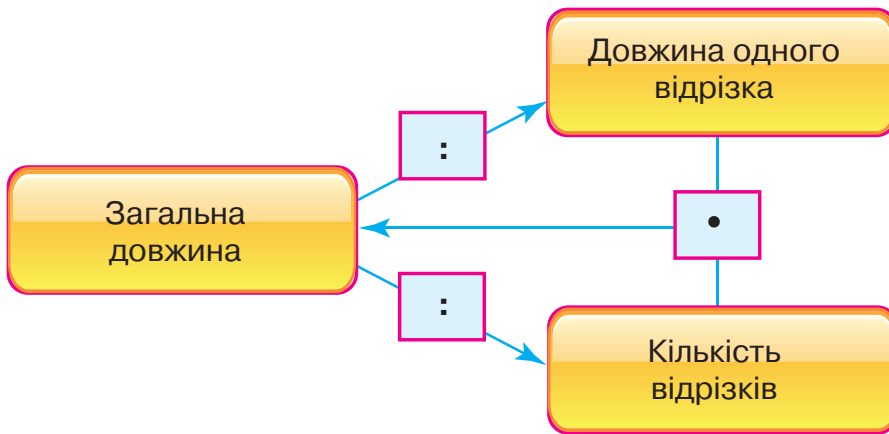 Довжина одного
відрізка
:
Загальна
довжина
•
:
Кількість
відрізків